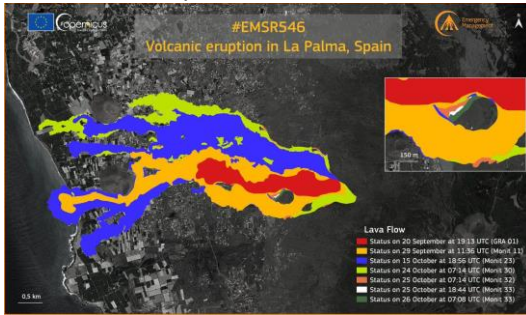 Copernicus
#EMSR546
Volcanic eruption in La Palma, Spain
Emergency
Management
150 m
Lava Flow
Status on 20 September at 19:13 UTC (GRA 01)
Status on 29 September at 11:36 UTC (Monit 11)
Status on 15 October at 18:56 UTC (Monit 23)
Status on 24 October at 07:14 UTC (Monit 30)
Status on 25 October at 07:14 UTC (Monit 32)
Status on 25 October at 18:44 UTC (Monit 33)
Status on 26 October at 07:08 UTC (Monit 33)
0,5 km